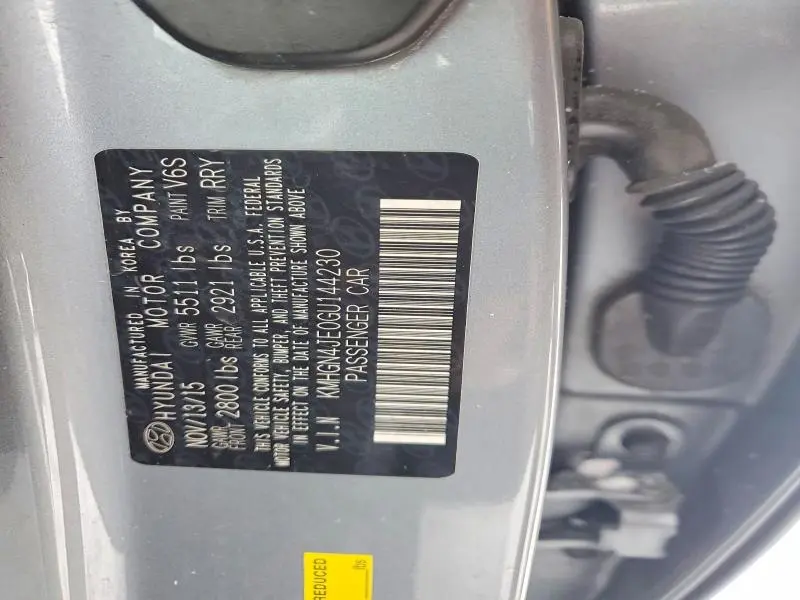 MANUFACTURED IN KOREA BY
HYUNDAI MOTOR COMPANY
NOV/13/15 GVWR 5511 lbs PAINT V6S
GAWR FRONT 2800 lbs GAWR REAR 2921 lbs TRIM RRY
THIS VEHICLE CONFORMS TO ALL APPLICABLE U.S.A. FEDERAL
MOTOR VEHICLE SAFETY, BUMPER, AND THEFT PREVENTION STANDARDS
IN EFFECT ON THE DATE OF MANUFACTURE SHOWN ABOVE
V.I.N KMHGN4JE0GU144230
PASSENGER CAR
REDUCED
lbs